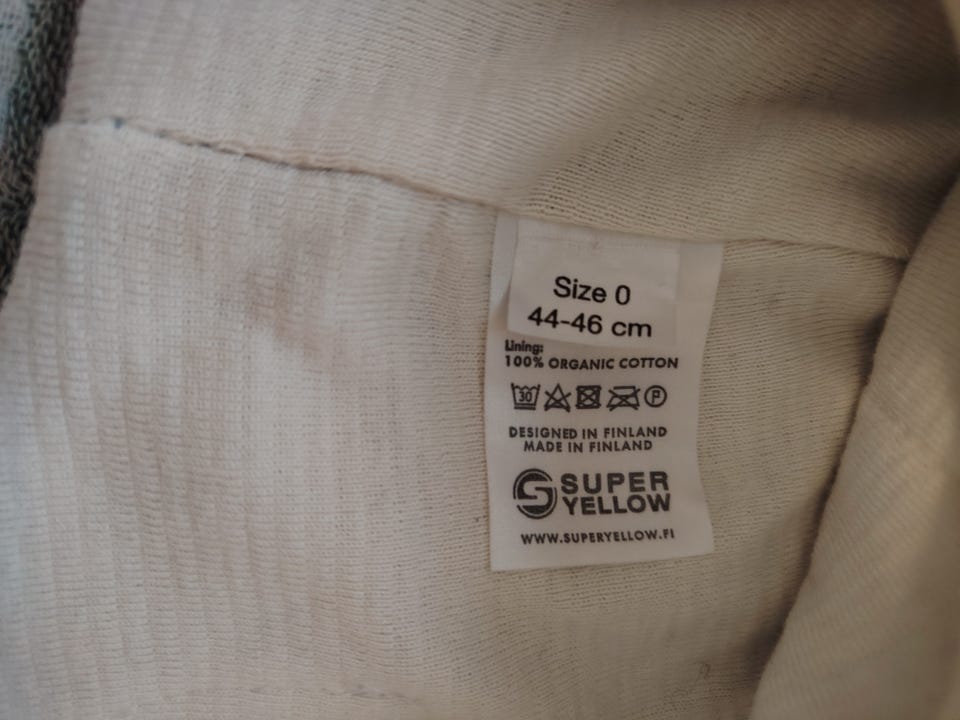 Size 0
44-46 cm
Lining:
100% ORGANIC COTTON
30 P
DESIGNED IN FINLAND
MADE IN FINLAND
SUPER
YELLOW
WWW.SUPERYELLOW.FI